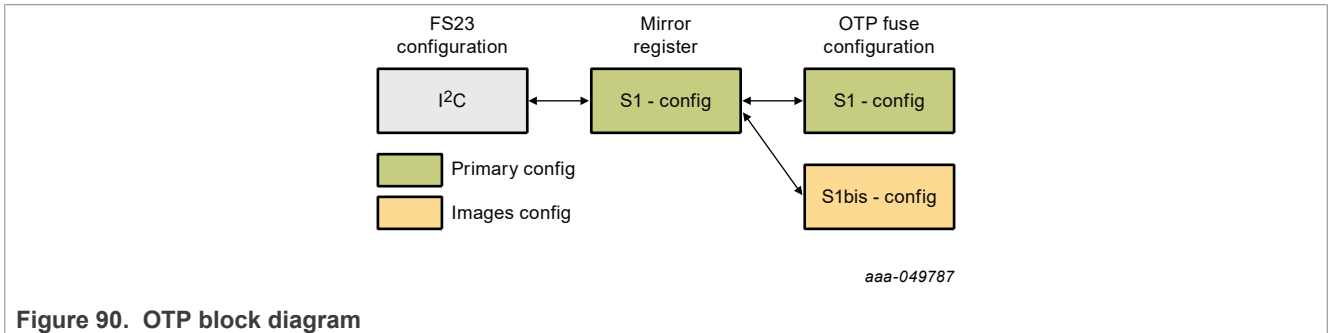 FS23
configuration
Mirror
register
OTP fuse
configuration
I²C
S1 - config
S1 - config
Primary config
S1bis - config
Images config
aaa-049787
Figure 90. OTP block diagram